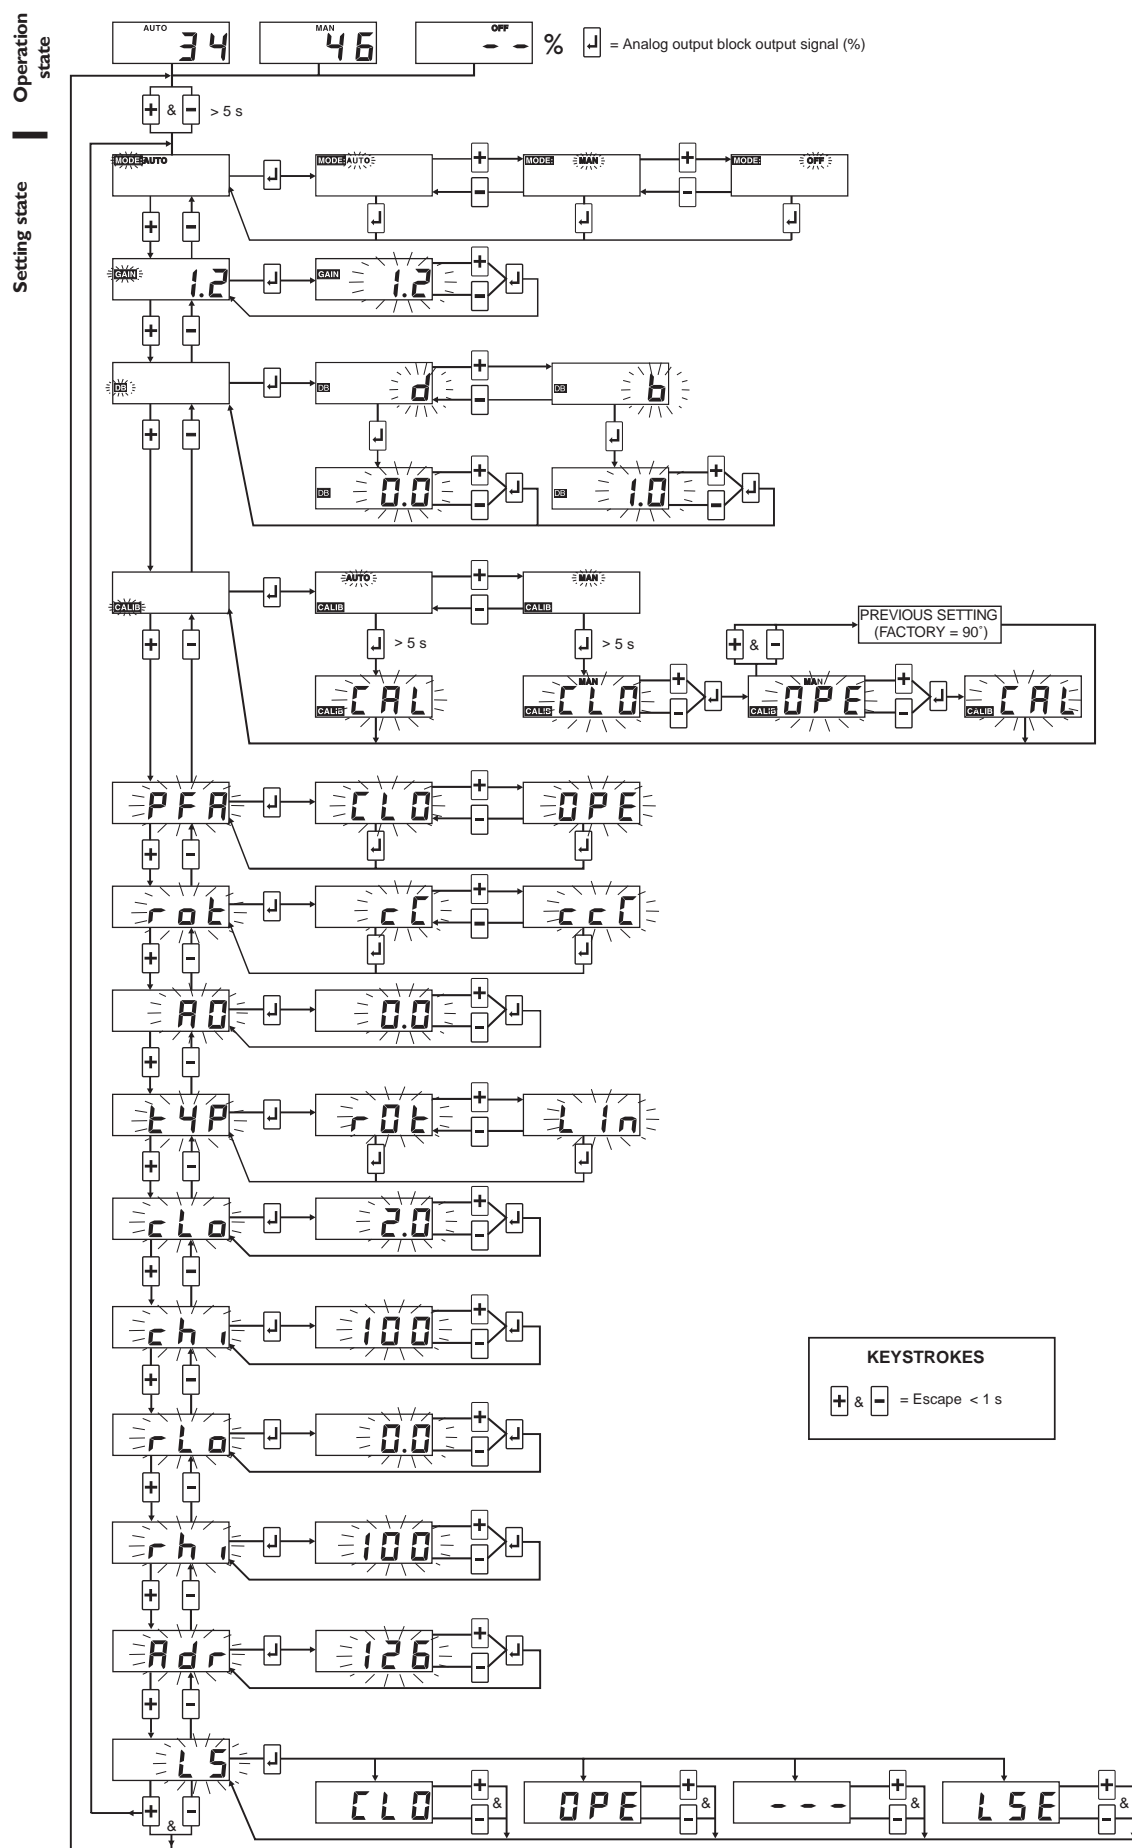 Operation
state
Setting state
AUTO
34
MAN
46
OFF
-- %
↵ = Analog output block output signal (%)
+ & - > 5 s
MODE: AUTO
↵
MODE: AUTO
+
-
MODE: MAN
+
-
MODE: OFF
↵
↵
↵
+
-
GAIN 1.2
↵
GAIN 1.2
+
-
↵
+
-
DB
↵
DB d
+
-
DB b
↵
↵
+
-
DB 0.0
+
-
↵
DB 1.0
+
-
↵
CALIB
↵
AUTO
CALIB
+
-
MAN
CALIB
↵ > 5 s
↵ > 5 s
+
-
+ & -
PREVIOUS SETTING
(FACTORY = 90°)
CALIB CAL
MAN
CALIB CLO
+
-
↵
MAN
CALIB OPE
+
-
↵
CALIB CAL
PFA
↵
CLO
+
-
OPE
↵
↵
+
-
rot
↵
cC
+
-
ccC
↵
↵
+
-
A0
↵
0.0
+
-
↵
+
-
tYP
↵
rOt
+
-
LIn
↵
↵
+
-
cLo
↵
2.0
+
-
↵
+
-
chi
↵
100
+
-
↵
+
-
rLo
↵
0.0
+
-
↵
+
-
KEYSTROKES
+ & - = Escape < 1 s
rhi
↵
100
+
-
↵
+
-
Adr
↵
126
+
-
↵
+
-
LS
↵
CLO
+
&
-
OPE
+
&
-
---
+
&
-
LSE
+
&
-
+
&
-